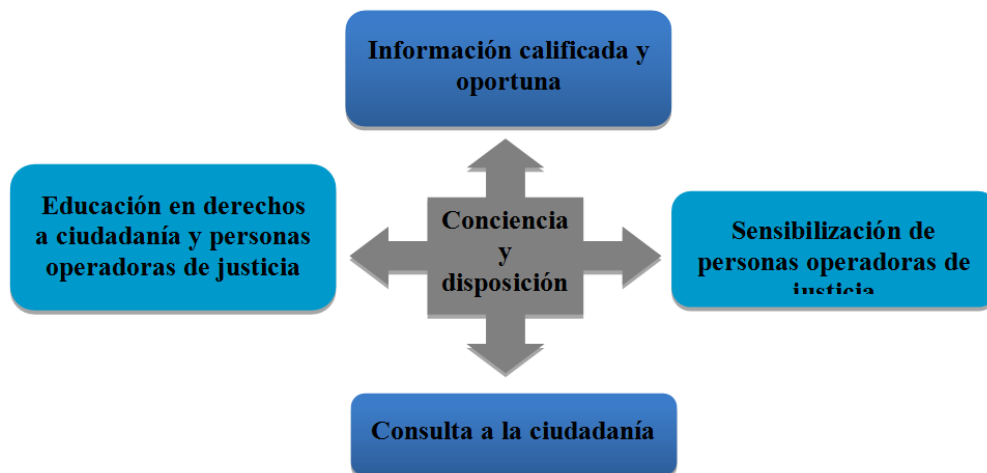 Información calificada y
oportuna
Educación en derechos
a ciudadanía y personas
operadoras de justicia
Conciencia
y
disposición
Sensibilización de
personas operadoras de
justicia
Consulta a la ciudadanía